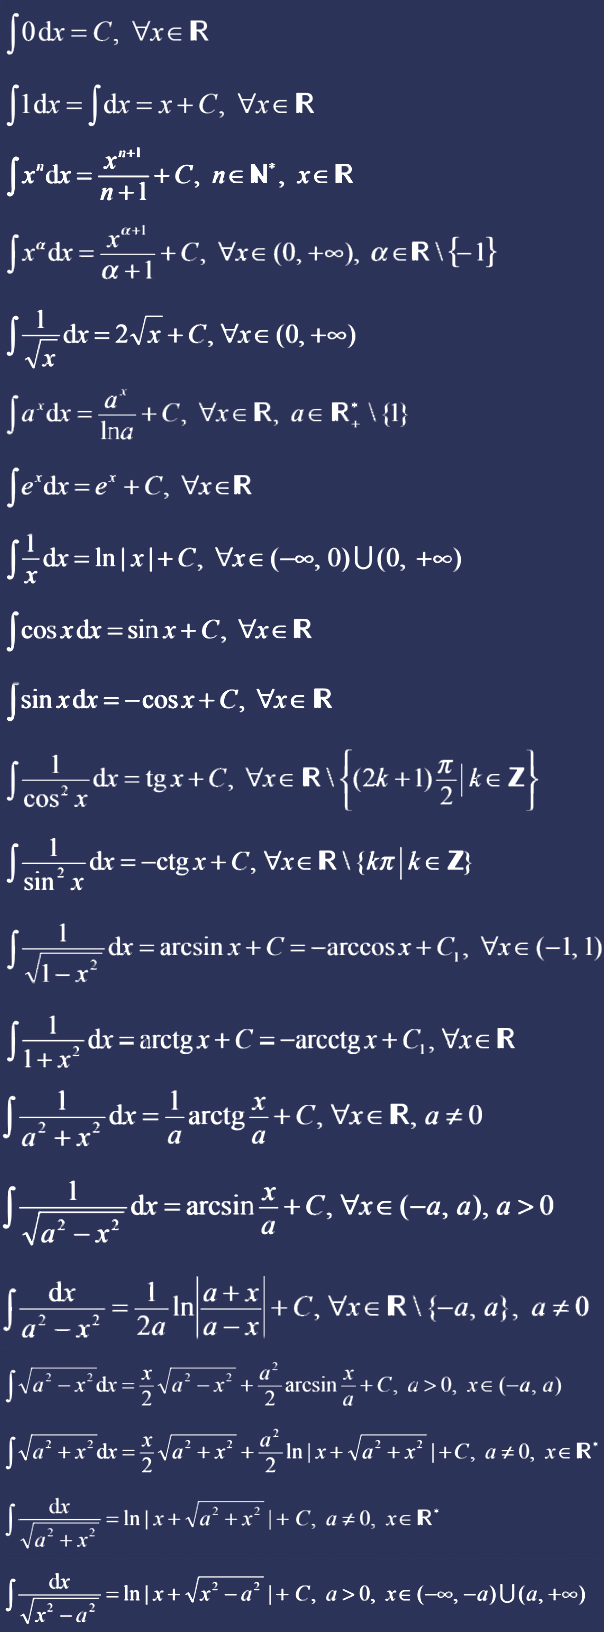 ∫0dx = C, ∀x∈ℝ
∫1dx = ∫dx = x + C, ∀x∈ℝ
∫xⁿdx = xⁿ⁺¹/(n+1) + C, n∈ℕ*, x∈ℝ
∫x^α dx = x^(α+1)/(α+1) + C, ∀x∈(0, +∞), α∈ℝ\{−1}
∫1/√x dx = 2√x + C, ∀x∈(0, +∞)
∫aˣdx = aˣ/lna + C, ∀x∈ℝ, a∈ℝ₊*\{1}
∫eˣdx = eˣ + C, ∀x∈ℝ
∫1/x dx = ln|x| + C, ∀x∈(−∞, 0)⋃(0, +∞)
∫cos x dx = sin x + C, ∀x∈ℝ
∫sin x dx = −cos x + C, ∀x∈ℝ
∫1/cos² x dx = tg x + C, ∀x∈ℝ\{(2k+1)π/2 | k∈ℤ}
∫1/sin² x dx = −ctg x + C, ∀x∈ℝ\{kπ | k∈ℤ}
∫1/√(1−x²) dx = arcsin x + C = −arccos x + C₁, ∀x∈(−1, 1)
∫1/(1+x²) dx = arctg x + C = −arcctg x + C₁, ∀x∈ℝ
∫1/(a²+x²) dx = 1/a arctg x/a + C, ∀x∈ℝ, a≠0
∫1/√(a²−x²) dx = arcsin x/a + C, ∀x∈(−a, a), a>0
∫dx/(a²−x²) = 1/2a ln|(a+x)/(a−x)| + C, ∀x∈ℝ\{−a, a}, a≠0
∫√(a²−x²) dx = x/2 √(a²−x²) + a²/2 arcsin x/a + C, a>0, x∈(−a, a)
∫√(a²+x²) dx = x/2 √(a²+x²) + a²/2 ln|x+√(a²+x²)| + C, a≠0, x∈ℝ*
∫dx/√(a²+x²) = ln|x+√(a²+x²)| + C, a≠0, x∈ℝ*
∫dx/√(x²−a²) = ln|x+√(x²−a²)| + C, a>0, x∈(−∞, −a)⋃(a, +∞)